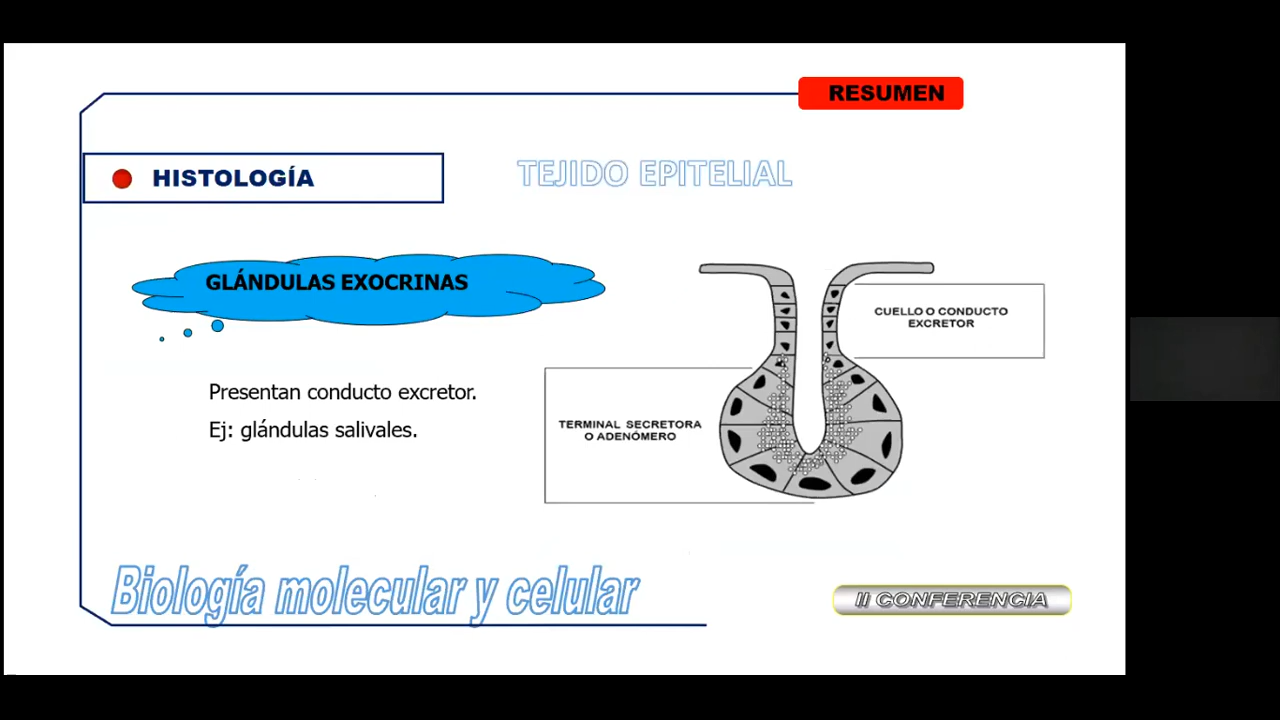 RESUMEN
HISTOLOGÍA
TEJIDO EPITELIAL
GLÁNDULAS EXOCRINAS
CUELLO O CONDUCTO
EXCRETOR
Presentan conducto excretor.
Ej: glándulas salivales.
TERMINAL SECRETORA
O ADENÓMERO
Biología molecular y celular
II CONFERENCIA